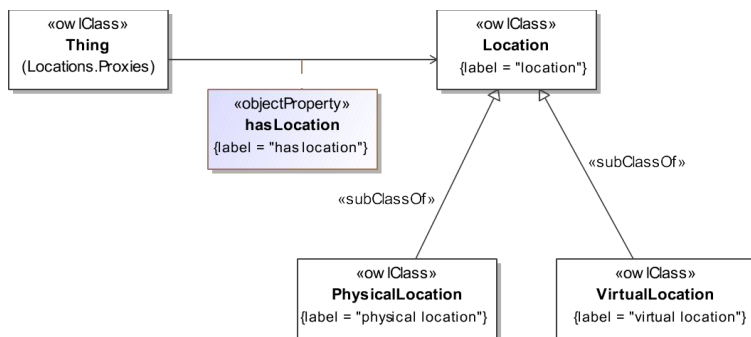 «owlClass»
Thing
(Locations.Proxies)
«owlClass»
Location
{label = "location"}
«objectProperty»
hasLocation
{label = "has location"}
«subClassOf»
«subClassOf»
«owlClass»
PhysicalLocation
{label = "physical location"}
«owlClass»
VirtualLocation
{label = "virtual location"}